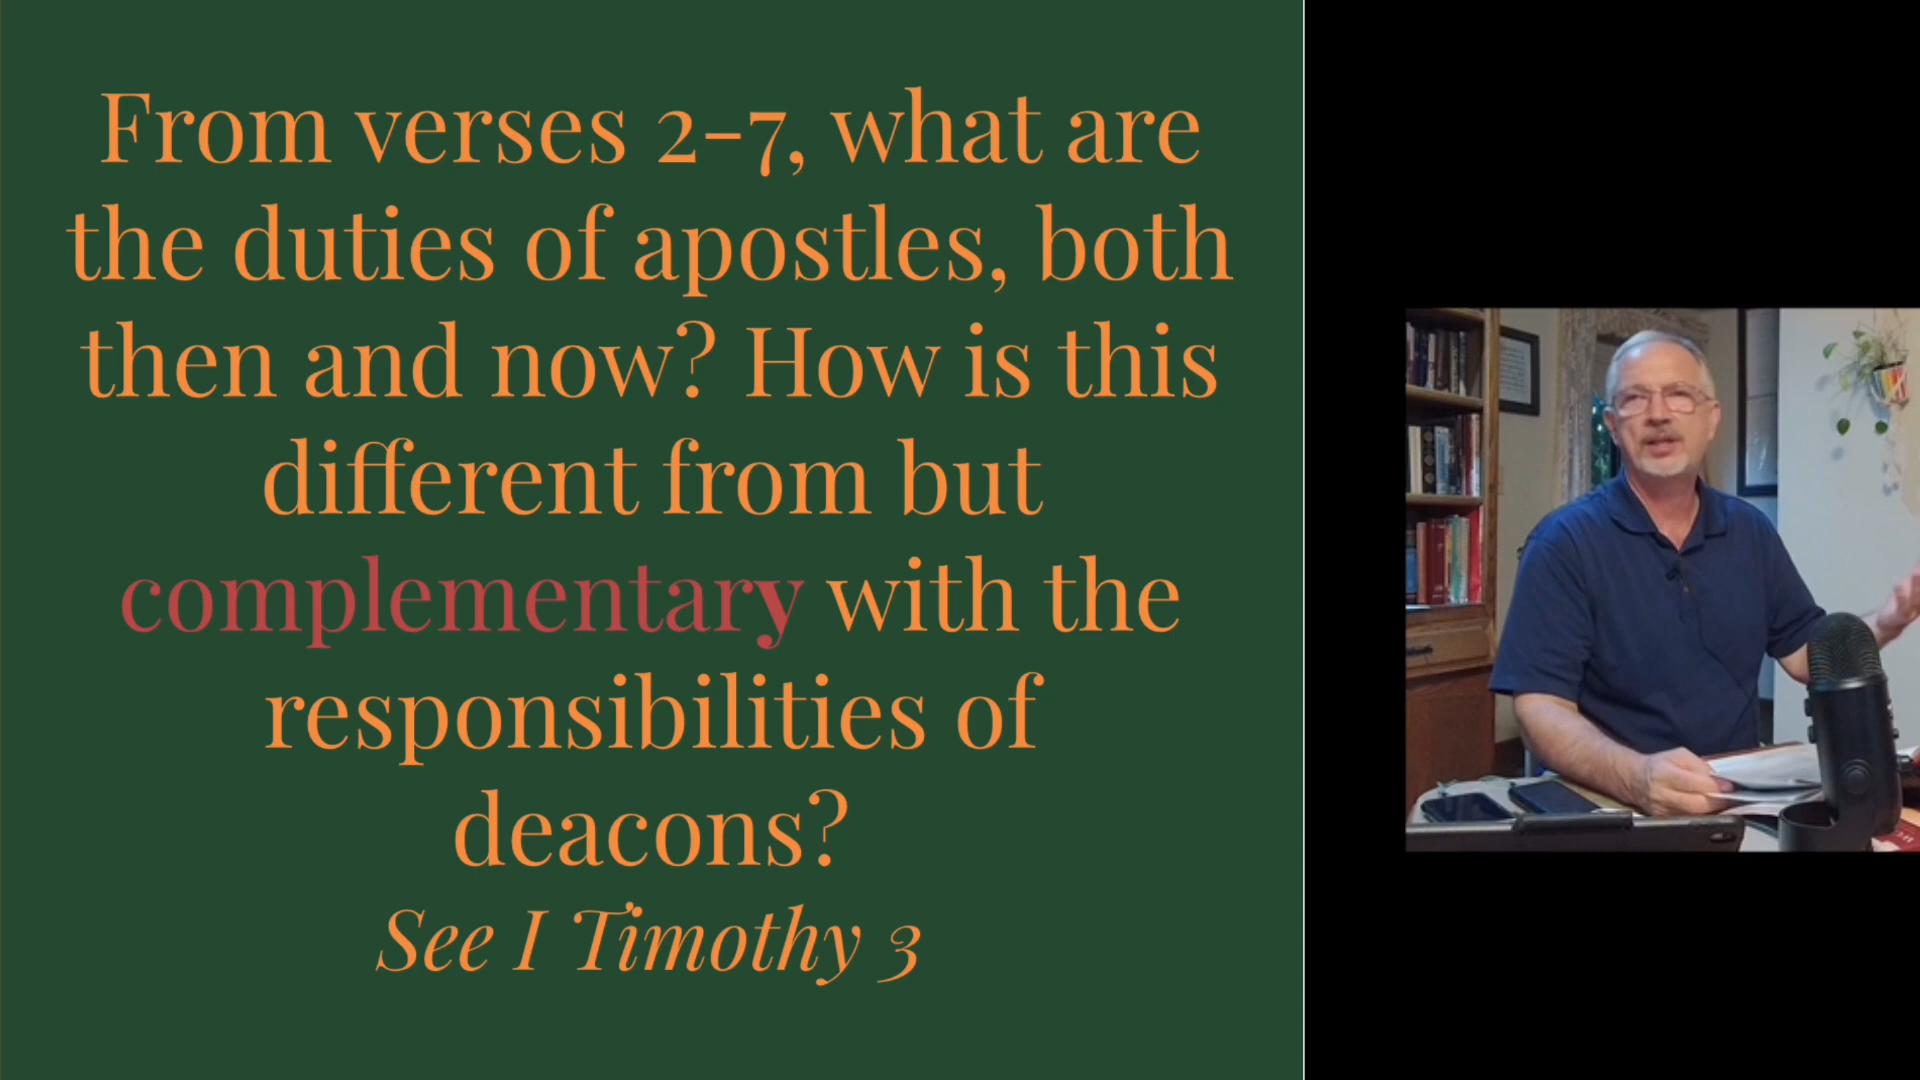 From verses 2–7, what are
the duties of apostles, both
then and now? How is this
different from but
complementary with the
responsibilities of
deacons?
See I Timothy 3